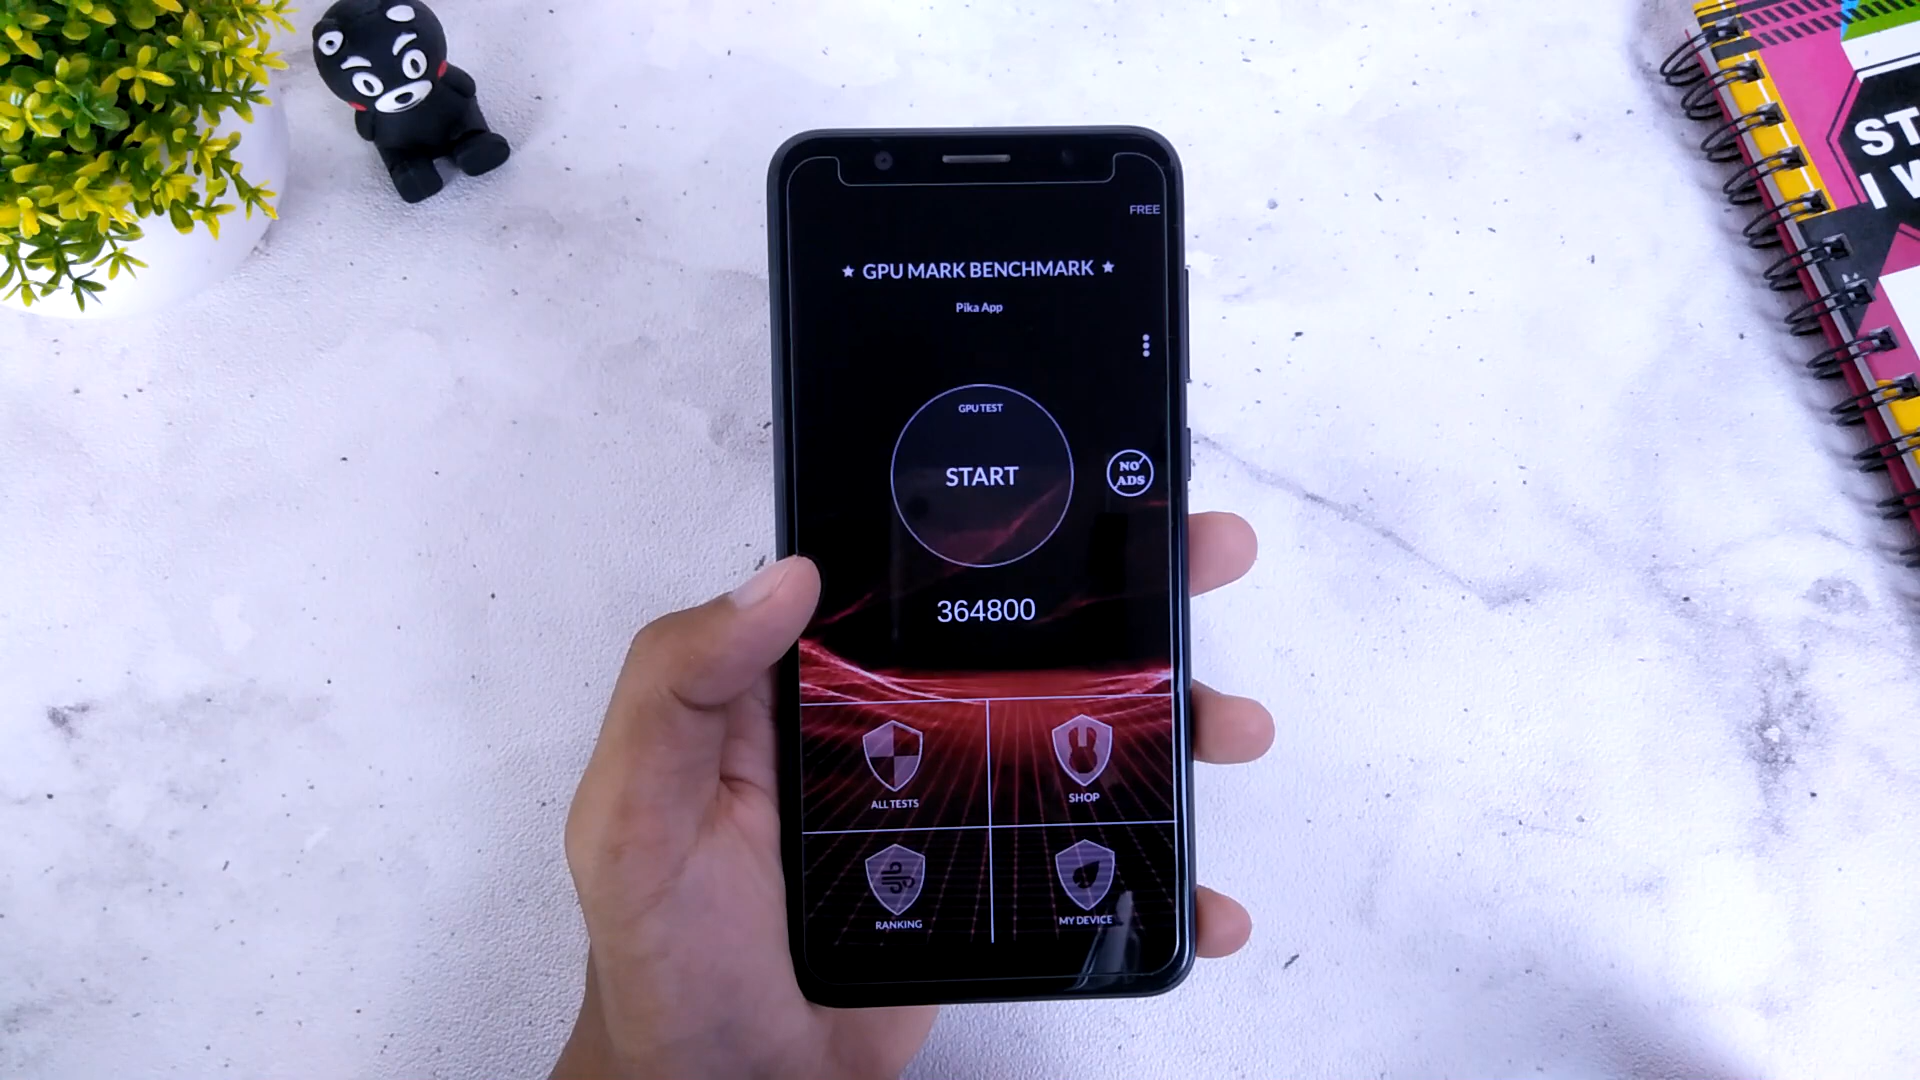 FREE
★ GPU MARK BENCHMARK ★
Pika App
GPU TEST
START
NO ADS
364800
ALL TESTS
SHOP
RANKING
MY DEVICE
ST
I W